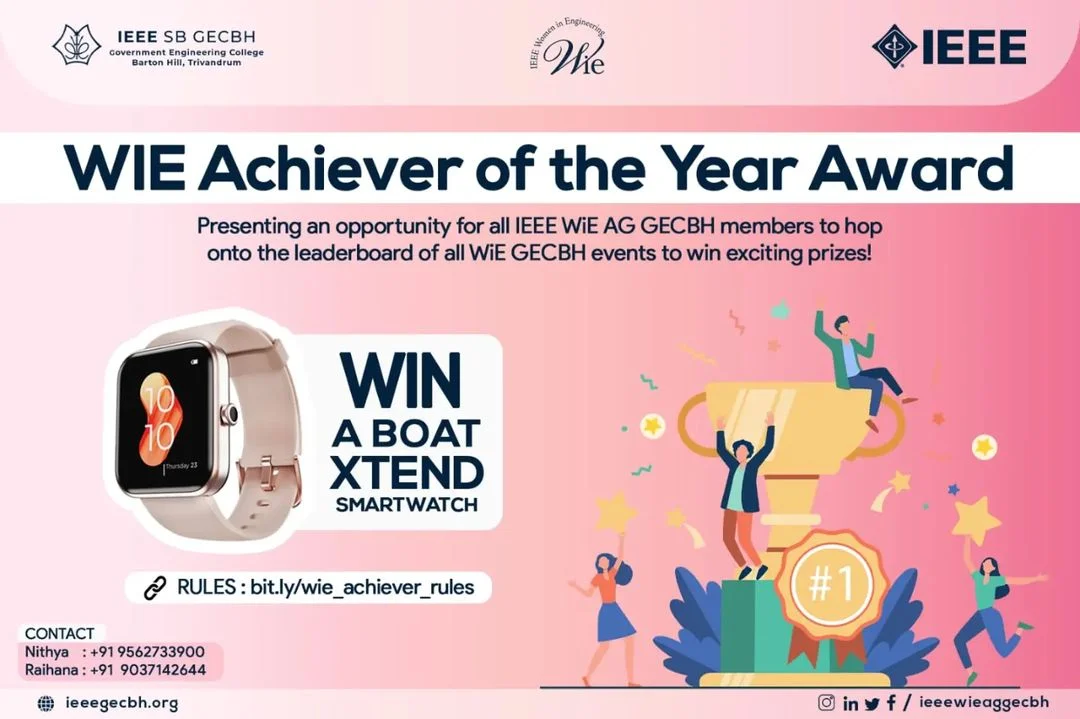 IEEE SB GECBH
Government Engineering College
Barton Hill, Trivandrum
IEEE Women in Engineering
Wie
IEEE
WIE Achiever of the Year Award
Presenting an opportunity for all IEEE WiE AG GECBH members to hop
onto the leaderboard of all WiE GECBH events to win exciting prizes!
10
10
Thursday 23
WIN
A BOAT
XTEND
SMARTWATCH
#1
RULES : bit.ly/wie_achiever_rules
CONTACT
Nithya : +91 9562733900
Raihana : +91 9037142644
ieeegecbh.org
/ ieeewieaggecbh